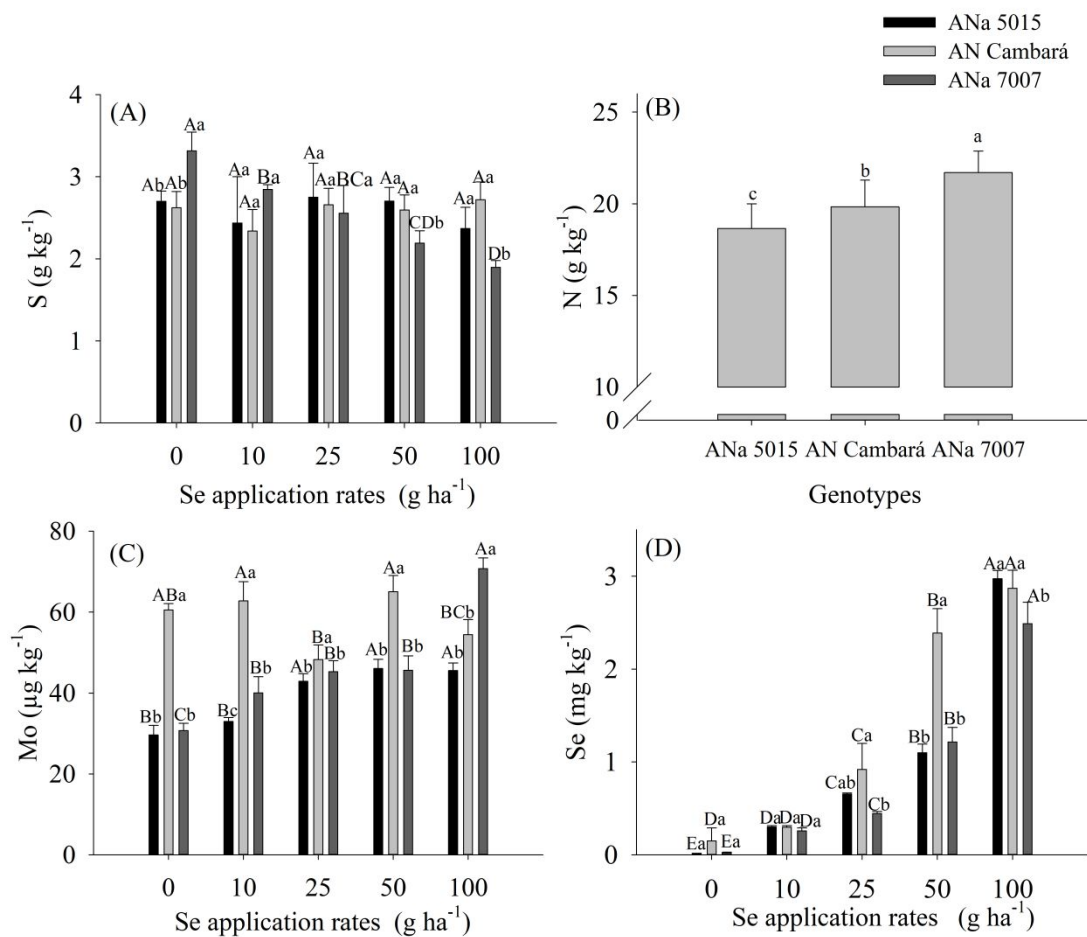 ANa 5015
AN Cambará
ANa 7007
(A)
S (g kg⁻¹)
4
3
2
1
0
Ab Ab Aa
Aa Aa Ba
Aa Aa BCa
Aa Aa CDb
Aa Aa Db
0 10 25 50 100
Se application rates (g ha⁻¹)
(B)
N (g kg⁻¹)
25
20
15
10
0
c b a
ANa 5015 AN Cambará ANa 7007
Genotypes
(C)
Mo (µg kg⁻¹)
80
60
40
20
0
Bb ABa Cb
Bc Aa Bb
Ab Ba Bb
Ab Aa Bb
Ab BCb Aa
0 10 25 50 100
Se application rates (g ha⁻¹)
(D)
Se (mg kg⁻¹)
3
2
1
0
Ea Da Ea
Da Da Da
Cab Ca Cb
Bb Ba Bb
Aa Aa Ab
0 10 25 50 100
Se application rates (g ha⁻¹)